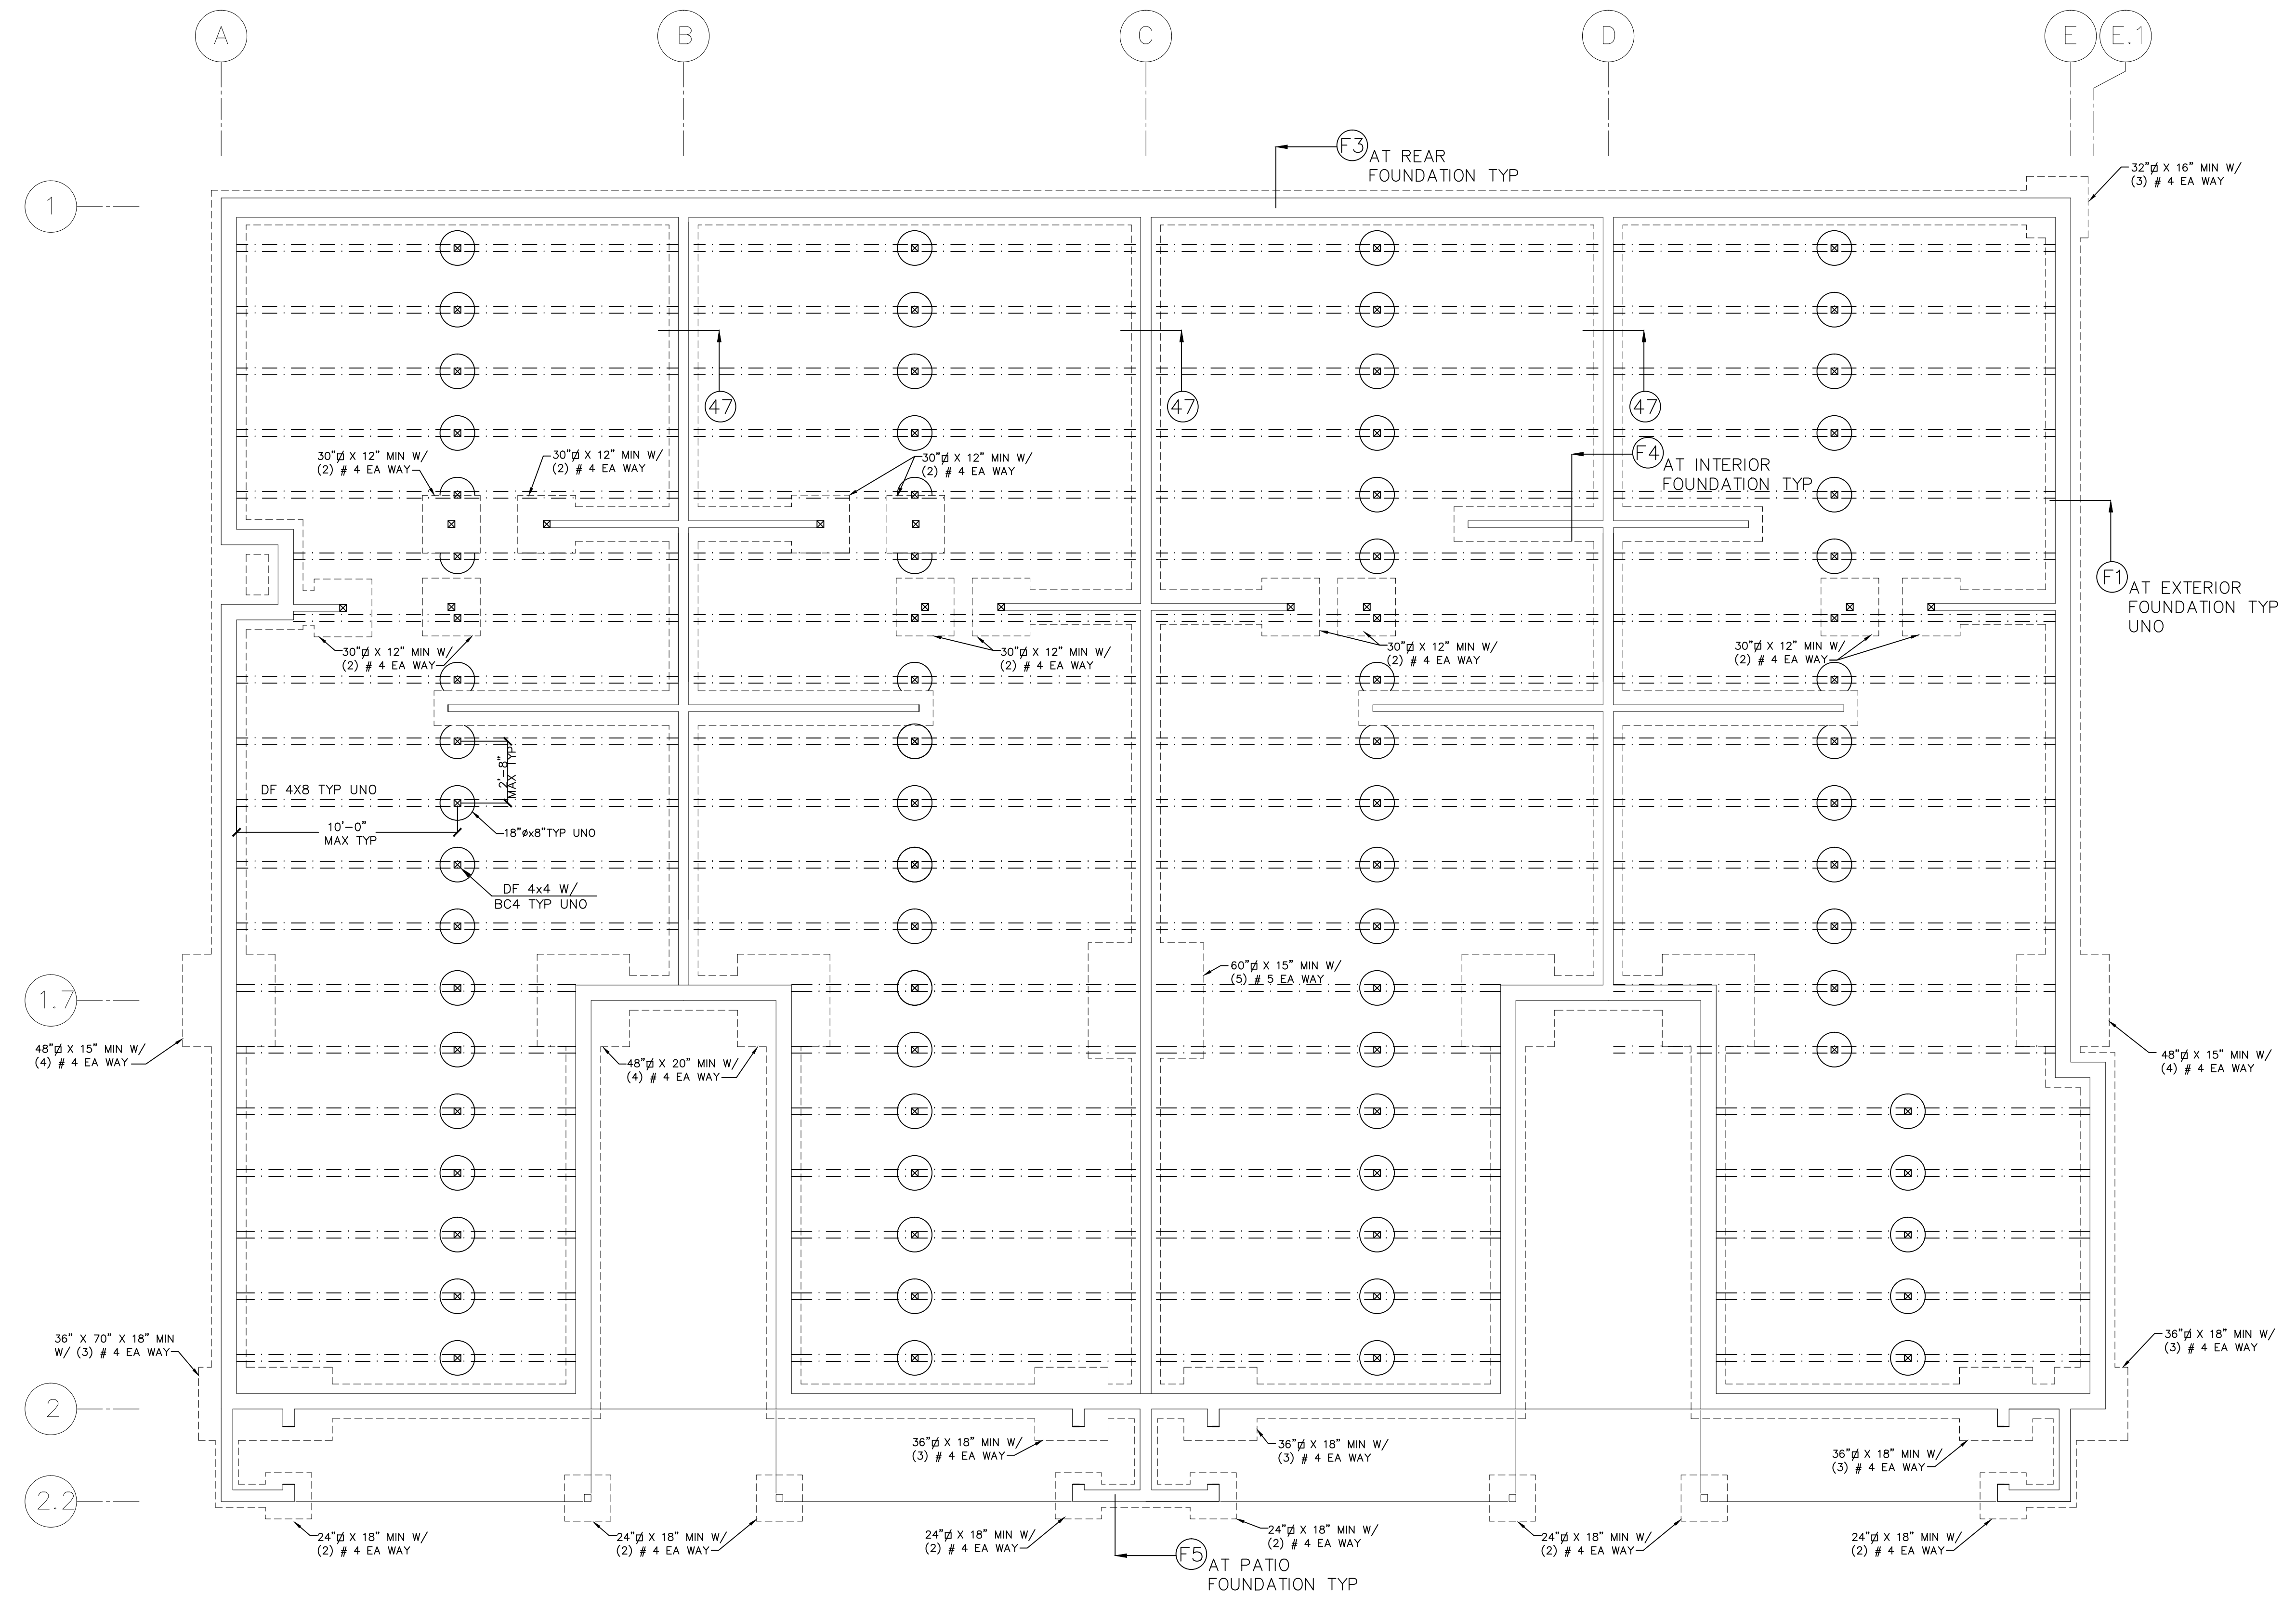 A
B
C
D
E
E.1
F3
AT REAR
FOUNDATION TYP
32"⌀ X 16" MIN W/
(3) # 4 EA WAY
1
47
47
47
30"⌀ X 12" MIN W/
(2) # 4 EA WAY
30"⌀ X 12" MIN W/
(2) # 4 EA WAY
30"⌀ X 12" MIN W/
(2) # 4 EA WAY
F4
AT INTERIOR
FOUNDATION TYP
F1
AT EXTERIOR
FOUNDATION TYP
UNO
30"⌀ X 12" MIN W/
(2) # 4 EA WAY
30"⌀ X 12" MIN W/
(2) # 4 EA WAY
30"⌀ X 12" MIN W/
(2) # 4 EA WAY
30"⌀ X 12" MIN W/
(2) # 4 EA WAY
2'-8"
MAX TYP
DF 4X8 TYP UNO
10'-0"
MAX TYP
18"øx8"TYP UNO
DF 4x4 W/
BC4 TYP UNO
60"⌀ X 15" MIN W/
(5) # 5 EA WAY
1.7
48"⌀ X 15" MIN W/
(4) # 4 EA WAY
48"⌀ X 20" MIN W/
(4) # 4 EA WAY
48"⌀ X 15" MIN W/
(4) # 4 EA WAY
36" X 70" X 18" MIN
W/ (3) # 4 EA WAY
36"⌀ X 18" MIN W/
(3) # 4 EA WAY
2
36"⌀ X 18" MIN W/
(3) # 4 EA WAY
36"⌀ X 18" MIN W/
(3) # 4 EA WAY
36"⌀ X 18" MIN W/
(3) # 4 EA WAY
2.2
24"⌀ X 18" MIN W/
(2) # 4 EA WAY
24"⌀ X 18" MIN W/
(2) # 4 EA WAY
24"⌀ X 18" MIN W/
(2) # 4 EA WAY
24"⌀ X 18" MIN W/
(2) # 4 EA WAY
24"⌀ X 18" MIN W/
(2) # 4 EA WAY
24"⌀ X 18" MIN W/
(2) # 4 EA WAY
F5
AT PATIO
FOUNDATION TYP